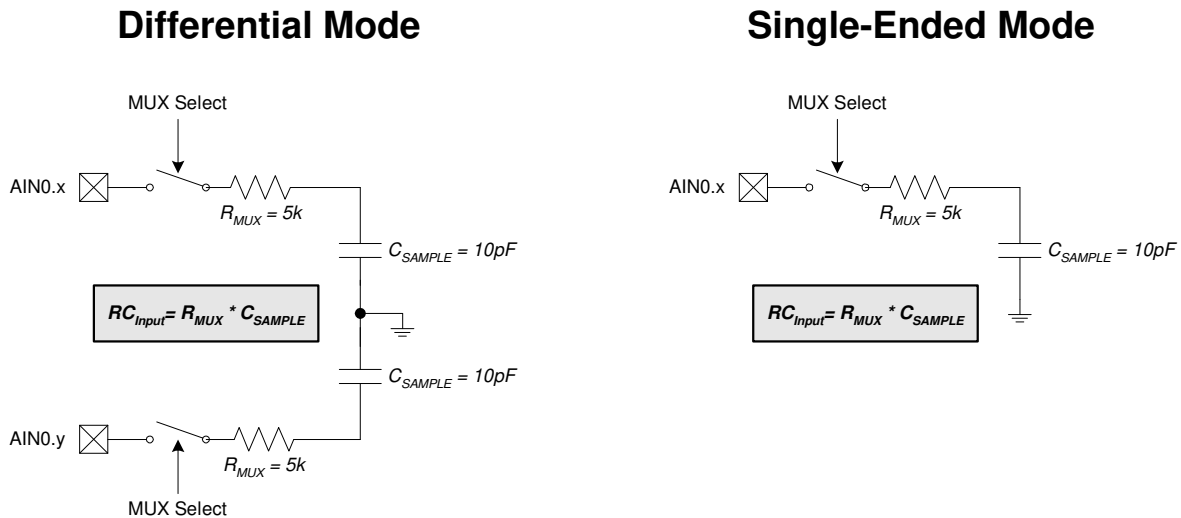 Differential Mode
MUX Select
AIN0.x
R_MUX = 5k
C_SAMPLE = 10pF
RC_Input= R_MUX * C_SAMPLE
C_SAMPLE = 10pF
AIN0.y
R_MUX = 5k
MUX Select
Single-Ended Mode
MUX Select
AIN0.x
R_MUX = 5k
C_SAMPLE = 10pF
RC_Input= R_MUX * C_SAMPLE